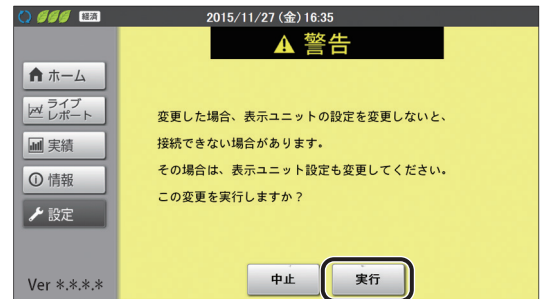 経済 2015/11/27 (金) 16:35
警告
ホーム
ライブ
レポート
実績
情報
設定
変更した場合、表示ユニットの設定を変更しないと、
接続できない場合があります。
その場合は、表示ユニット設定も変更してください。
この変更を実行しますか？
中止 実行
Ver *.*.*.*